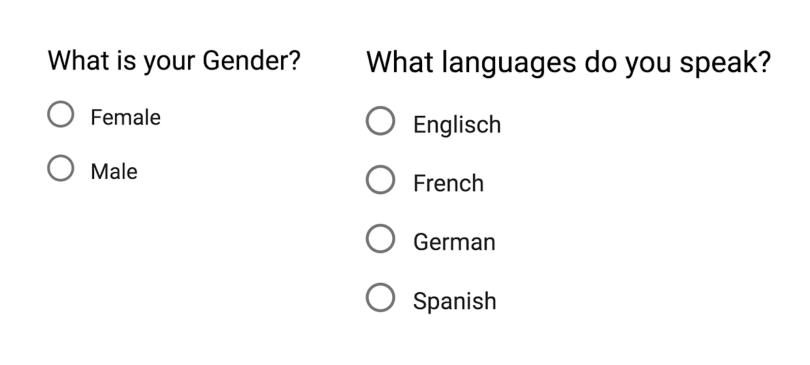 What is your Gender?
Female
Male
What languages do you speak?
Englisch
French
German
Spanish